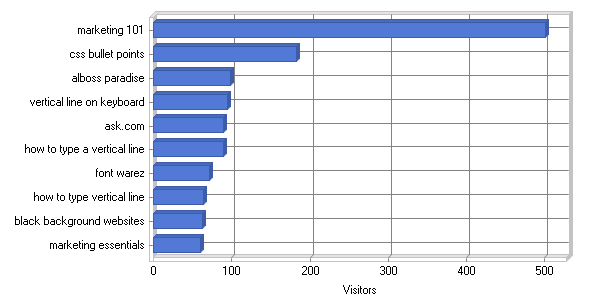 marketing 101
css bullet points
alboss paradise
vertical line on keyboard
ask.com
how to type a vertical line
font warez
how to type vertical line
black background websites
marketing essentials
0 100 200 300 400 500
Visitors